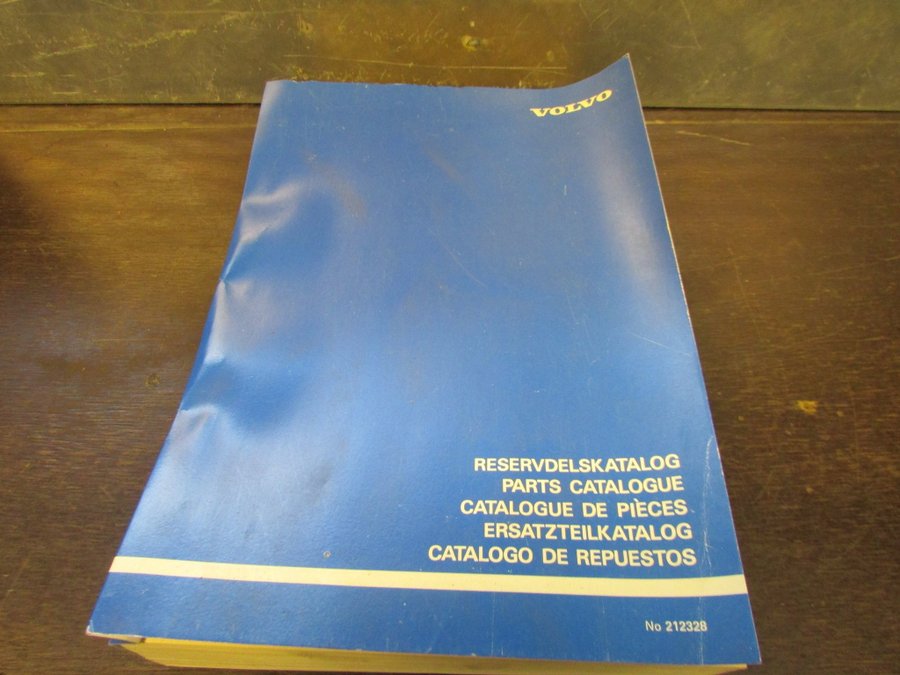 VOLVO
RESERVDELSKATALOG
PARTS CATALOGUE
CATALOGUE DE PIÈCES
ERSATZTEILKATALOG
CATALOGO DE REPUESTOS
No 212328